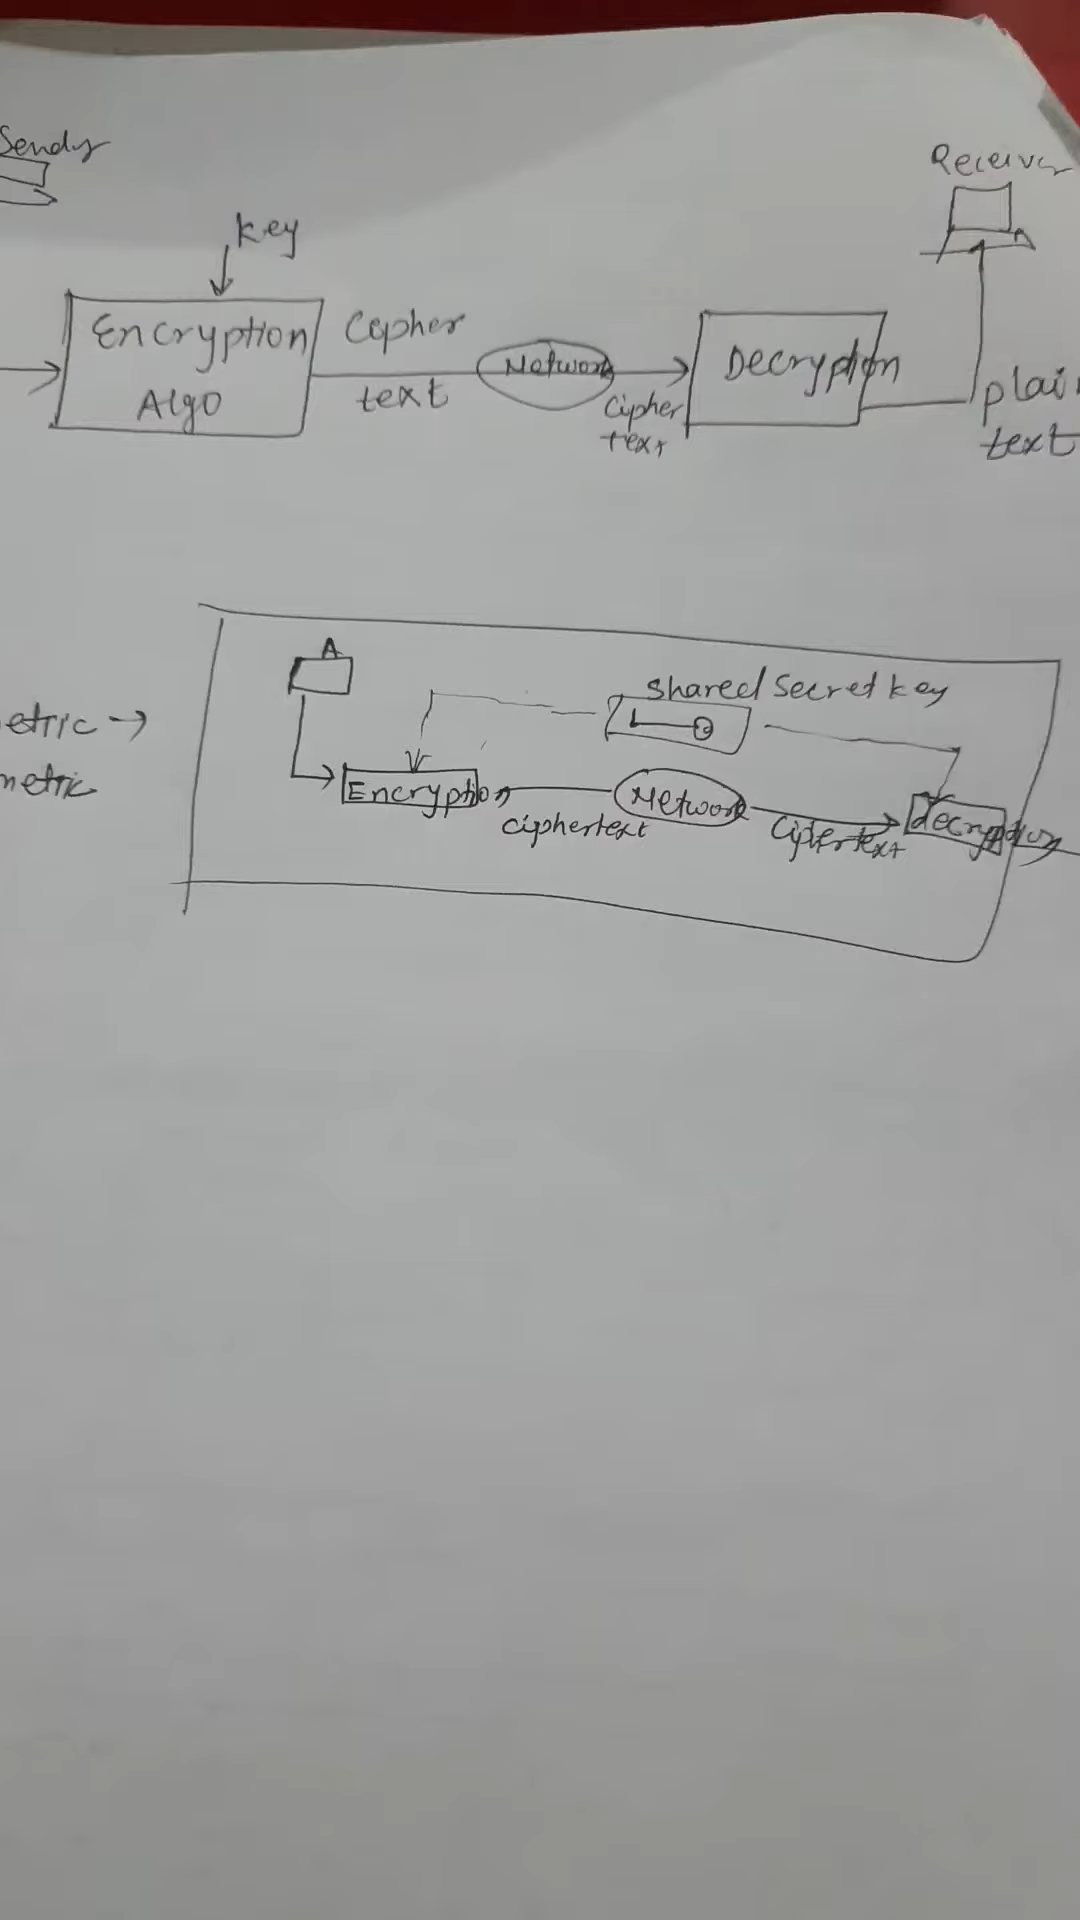 Sender
Receiver
key
Encryption
Algo
Cipher
text
Network
Cipher
text
Decryption
plai
text
A
Shared Secret key
etric →
metric
Encryption
ciphertext
Network
Ciphertext
decryption